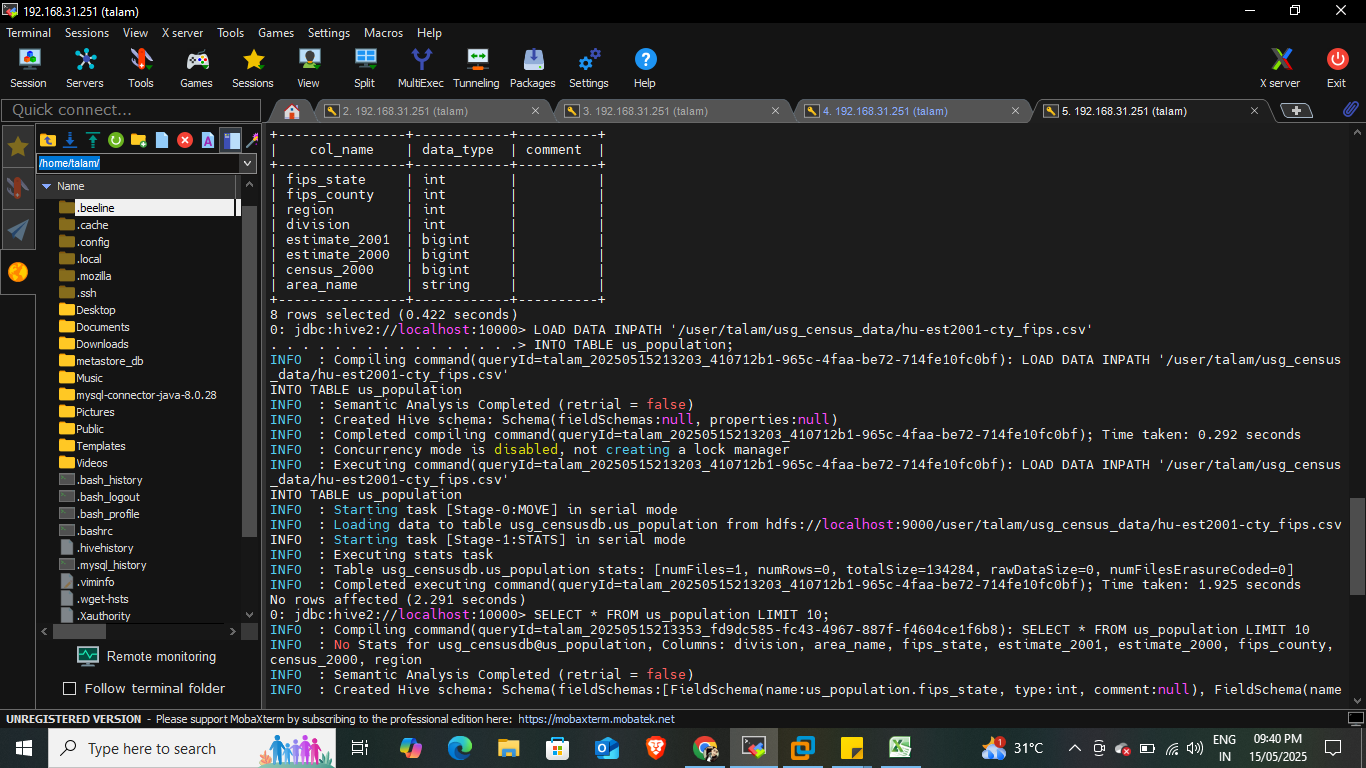 192.168.31.251 (talam)
Terminal Sessions View X server Tools Games Settings Macros Help
Session Servers Tools Games Sessions View Split MultiExec Tunneling Packages Settings Help X server Exit
Quick connect...
2. 192.168.31.251 (talam)
3. 192.168.31.251 (talam)
4. 192.168.31.251 (talam)
5. 192.168.31.251 (talam)
/home/talam/
Name
.beeline
.cache
.config
.local
.mozilla
.ssh
Desktop
Documents
Downloads
metastore_db
Music
mysql-connector-java-8.0.28
Pictures
Public
Templates
Videos
.bash_history
.bash_logout
.bash_profile
.bashrc
.hivehistory
.mysql_history
.viminfo
.wget-hsts
.Xauthority
Remote monitoring
Follow terminal folder
+----------------+------------+----------+
| col_name | data_type | comment |
+----------------+------------+----------+
| fips_state | int | |
| fips_county | int | |
| region | int | |
| division | int | |
| estimate_2001 | bigint | |
| estimate_2000 | bigint | |
| census_2000 | bigint | |
| area_name | string | |
+----------------+------------+----------+
8 rows selected (0.422 seconds)
0: jdbc:hive2://localhost:10000> LOAD DATA INPATH '/user/talam/usg_census_data/hu-est2001-cty_fips.csv'
. . . . . . . . . . . . . . . .> INTO TABLE us_population;
INFO : Compiling command(queryId=talam_20250515213203_410712b1-965c-4faa-be72-714fe10fc0bf): LOAD DATA INPATH '/user/talam/usg_census
_data/hu-est2001-cty_fips.csv'
INTO TABLE us_population
INFO : Semantic Analysis Completed (retrial = false)
INFO : Created Hive schema: Schema(fieldSchemas:null, properties:null)
INFO : Completed compiling command(queryId=talam_20250515213203_410712b1-965c-4faa-be72-714fe10fc0bf); Time taken: 0.292 seconds
INFO : Concurrency mode is disabled, not creating a lock manager
INFO : Executing command(queryId=talam_20250515213203_410712b1-965c-4faa-be72-714fe10fc0bf): LOAD DATA INPATH '/user/talam/usg_census
_data/hu-est2001-cty_fips.csv'
INTO TABLE us_population
INFO : Starting task [Stage-0:MOVE] in serial mode
INFO : Loading data to table usg_censusdb.us_population from hdfs://localhost:9000/user/talam/usg_census_data/hu-est2001-cty_fips.csv
INFO : Starting task [Stage-1:STATS] in serial mode
INFO : Executing stats task
INFO : Table usg_censusdb.us_population stats: [numFiles=1, numRows=0, totalSize=134284, rawDataSize=0, numFilesErasureCoded=0]
INFO : Completed executing command(queryId=talam_20250515213203_410712b1-965c-4faa-be72-714fe10fc0bf); Time taken: 1.925 seconds
No rows affected (2.291 seconds)
0: jdbc:hive2://localhost:10000> SELECT * FROM us_population LIMIT 10;
INFO : Compiling command(queryId=talam_20250515213353_fd9dc585-fc43-4967-887f-f4604ce1f6b8): SELECT * FROM us_population LIMIT 10
INFO : No Stats for usg_censusdb@us_population, Columns: division, area_name, fips_state, estimate_2001, estimate_2000, fips_county,
census_2000, region
INFO : Semantic Analysis Completed (retrial = false)
INFO : Created Hive schema: Schema(fieldSchemas:[FieldSchema(name:us_population.fips_state, type:int, comment:null), FieldSchema(name
UNREGISTERED VERSION - Please support MobaXterm by subscribing to the professional edition here: https://mobaxterm.mobatek.net
Type here to search
1
31°C
ENG
IN
09:40 PM
15/05/2025